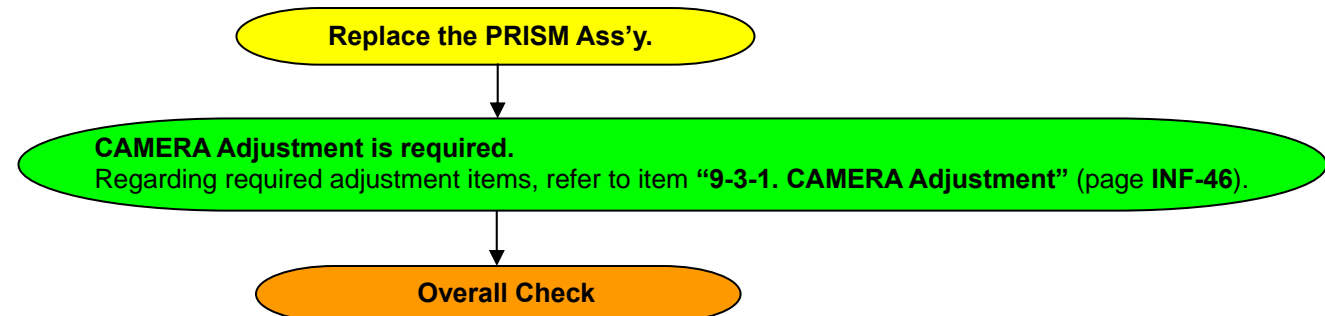 Replace the PRISM Ass’y.
CAMERA Adjustment is required.
Regarding required adjustment items, refer to item “9-3-1. CAMERA Adjustment” (page INF-46).
Overall Check